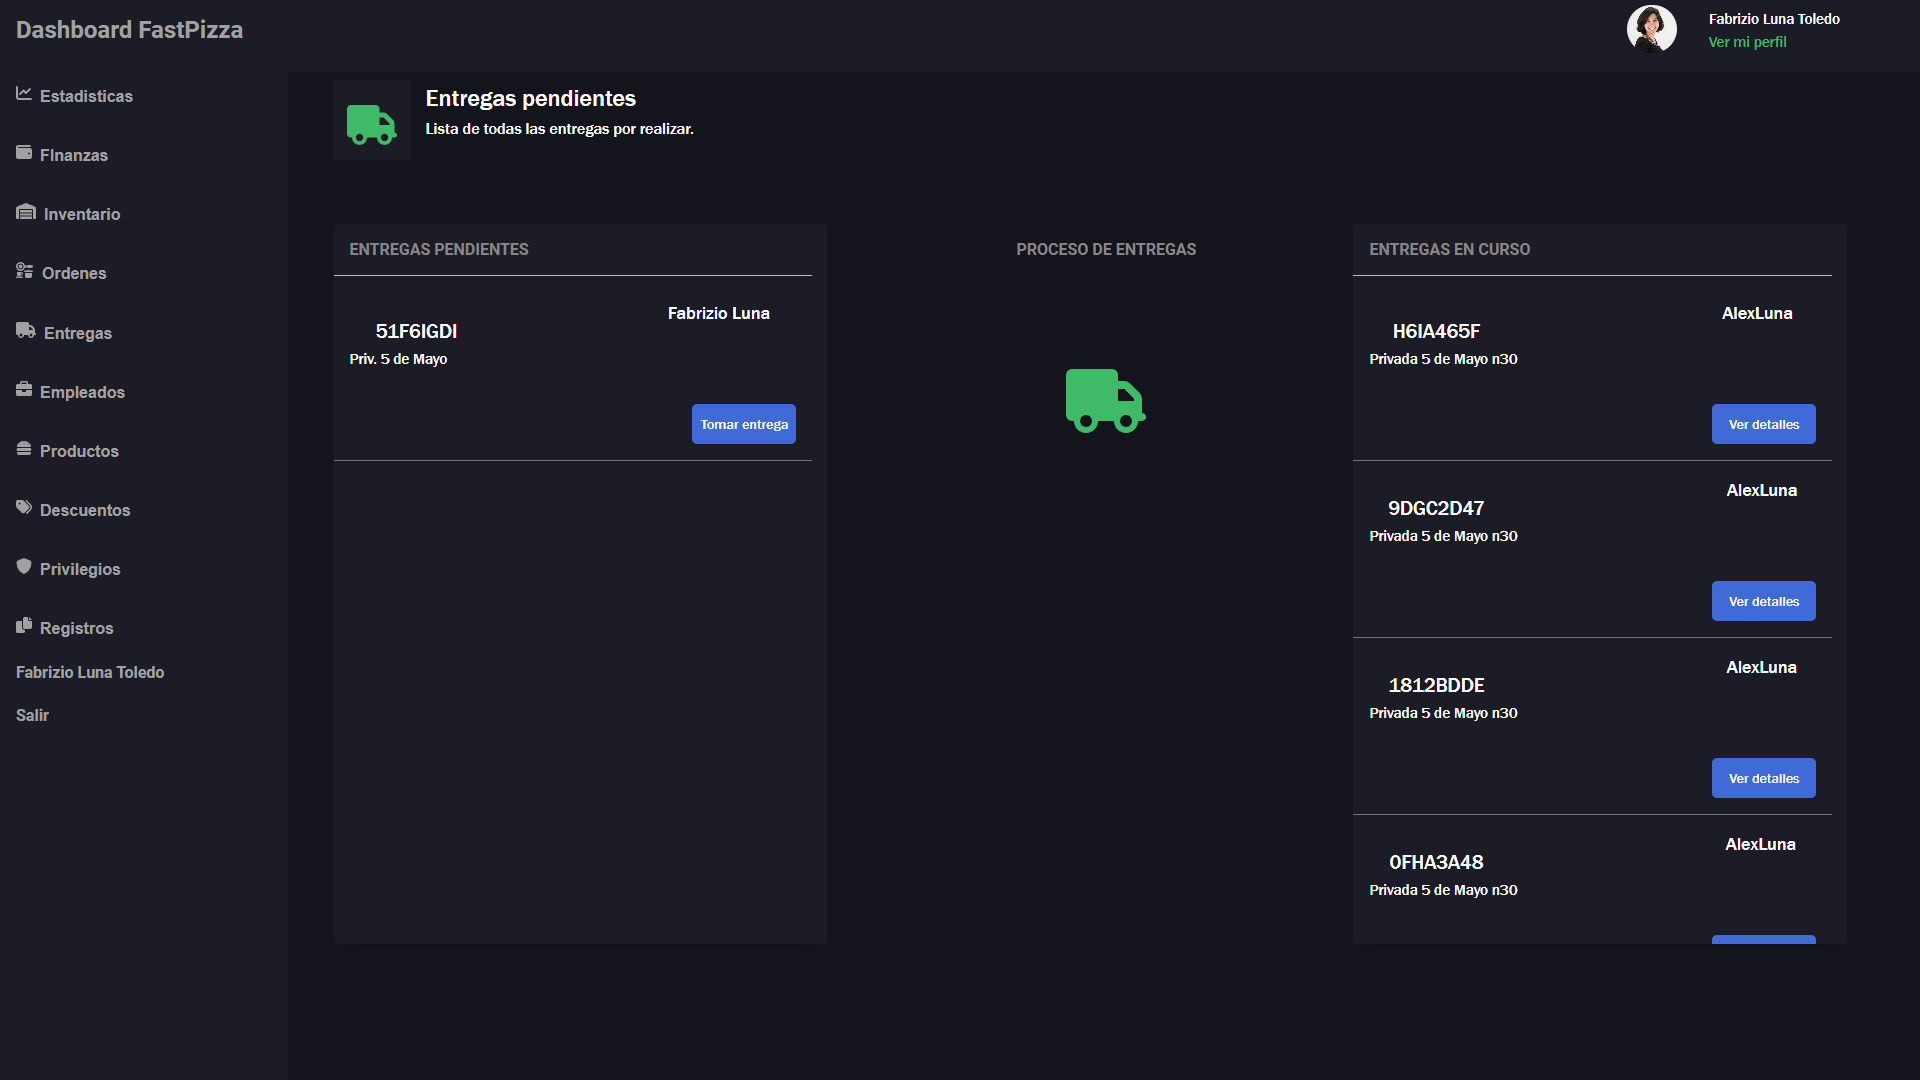 Dashboard FastPizza
Fabrizio Luna Toledo
Ver mi perfil
Estadisticas
FInanzas
Inventario
Ordenes
Entregas
Empleados
Productos
Descuentos
Privilegios
Registros
Fabrizio Luna Toledo
Salir
Entregas pendientes
Lista de todas las entregas por realizar.
ENTREGAS PENDIENTES
Fabrizio Luna
51F6IGDI
Priv. 5 de Mayo
Tomar entrega
PROCESO DE ENTREGAS
ENTREGAS EN CURSO
AlexLuna
H6IA465F
Privada 5 de Mayo n30
Ver detalles
AlexLuna
9DGC2D47
Privada 5 de Mayo n30
Ver detalles
AlexLuna
1812BDDE
Privada 5 de Mayo n30
Ver detalles
AlexLuna
0FHA3A48
Privada 5 de Mayo n30